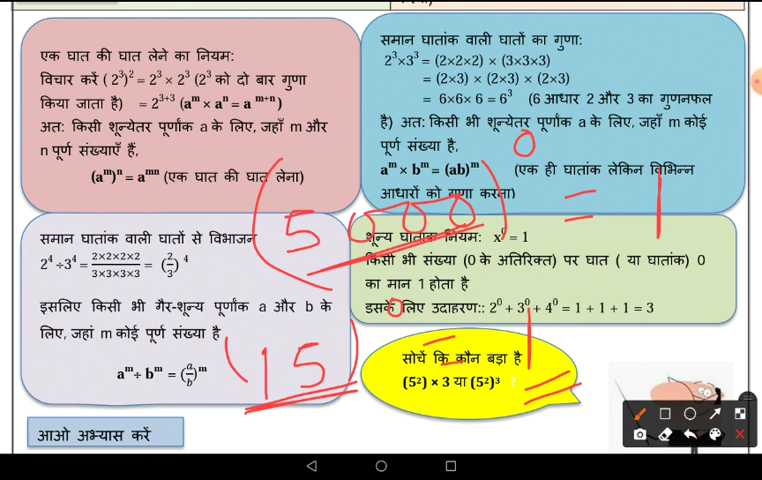 एक घात की घात लेने का नियम:
विचार करें (2³)² = 2³ × 2³ (2³ को दो बार गुणा
किया जाता है) = 2³⁺³ (aᵐ × aⁿ = a ᵐ⁺ⁿ)
अत: किसी शून्येतर पूर्णांक a के लिए, जहाँ m और
n पूर्ण संख्याएँ हैं,
(aᵐ)ⁿ = aᵐⁿ (एक घात की घात लेना)
समान घातांक वाली घातों का गुणा:
2³×3³ = (2×2×2) × (3×3×3)
= (2×3) × (2×3) × (2×3)
= 6×6× 6 = 6³ (6 आधार 2 और 3 का गुणनफल
है) अत: किसी भी शून्येतर पूर्णांक a के लिए, जहाँ m कोई
पूर्ण संख्या है,
aᵐ × bᵐ = (ab)ᵐ (एक ही घातांक लेकिन विभिन्न
आधारों को गुणा करना)
(5000)⁰ = 1
समान घातांक वाली घातों से विभाजन
2⁴ ÷3⁴ = 2×2×2×2/3×3×3×3 = (2/3) ⁴
इसलिए किसी भी गैर-शून्य पूर्णांक a और b के
लिए, जहां m कोई पूर्ण संख्या है
aᵐ ÷ bᵐ = (a/b)ᵐ
शून्य घातांक नियम: x⁰ = 1
किसी भी संख्या (0 के अतिरिक्त) पर घात ( या घातांक) 0
का मान 1 होता है
इसके लिए उदाहरण:: 2⁰ + 3⁰ + 4⁰ = 1 + 1 + 1 = 3
(15)⁰ = 1
सोचें कि कौन बड़ा है
(5²) × 3 या (5²)³ ?
आओ अभ्यास करें